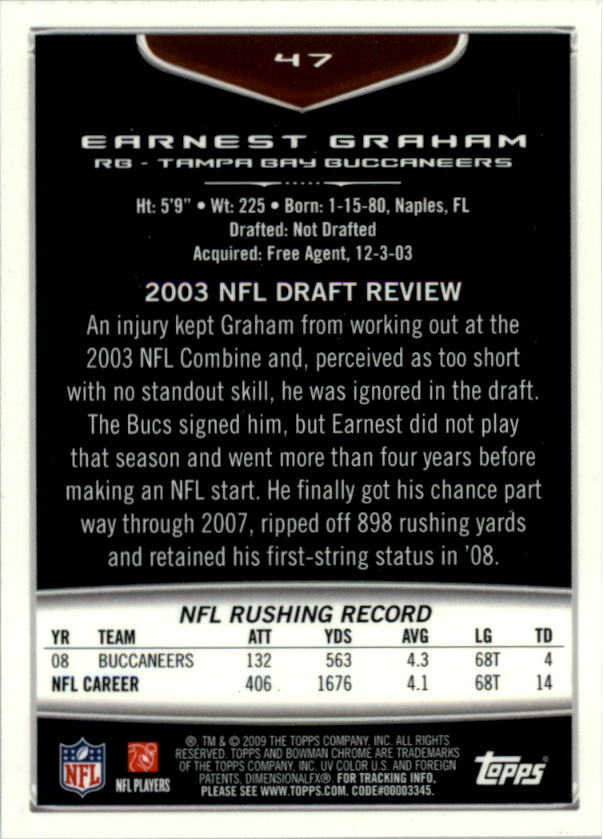 47
EARNEST GRAHAM
RB - TAMPA BAY BUCCANEERS
Ht: 5'9" • Wt: 225 • Born: 1-15-80, Naples, FL
Drafted: Not Drafted
Acquired: Free Agent, 12-3-03
2003 NFL DRAFT REVIEW
An injury kept Graham from working out at the
2003 NFL Combine and, perceived as too short
with no standout skill, he was ignored in the draft.
The Bucs signed him, but Earnest did not play
that season and went more than four years before
making an NFL start. He finally got his chance part
way through 2007, ripped off 898 rushing yards
and retained his first-string status in '08.
NFL RUSHING RECORD
YR TEAM ATT YDS AVG LG TD
08 BUCCANEERS 132 563 4.3 68T 4
NFL CAREER 406 1676 4.1 68T 14
®, TM & © 2009 THE TOPPS COMPANY, INC. ALL RIGHTS
RESERVED. TOPPS AND BOWMAN CHROME ARE TRADEMARKS
OF THE TOPPS COMPANY, INC. UV COLOR U.S. AND FOREIGN
PATENTS. DIMENSIONALFX®. FOR TRACKING INFO,
PLEASE SEE WWW.TOPPS.COM. CODE#00003345.
NFL
NFL PLAYERS
topps®